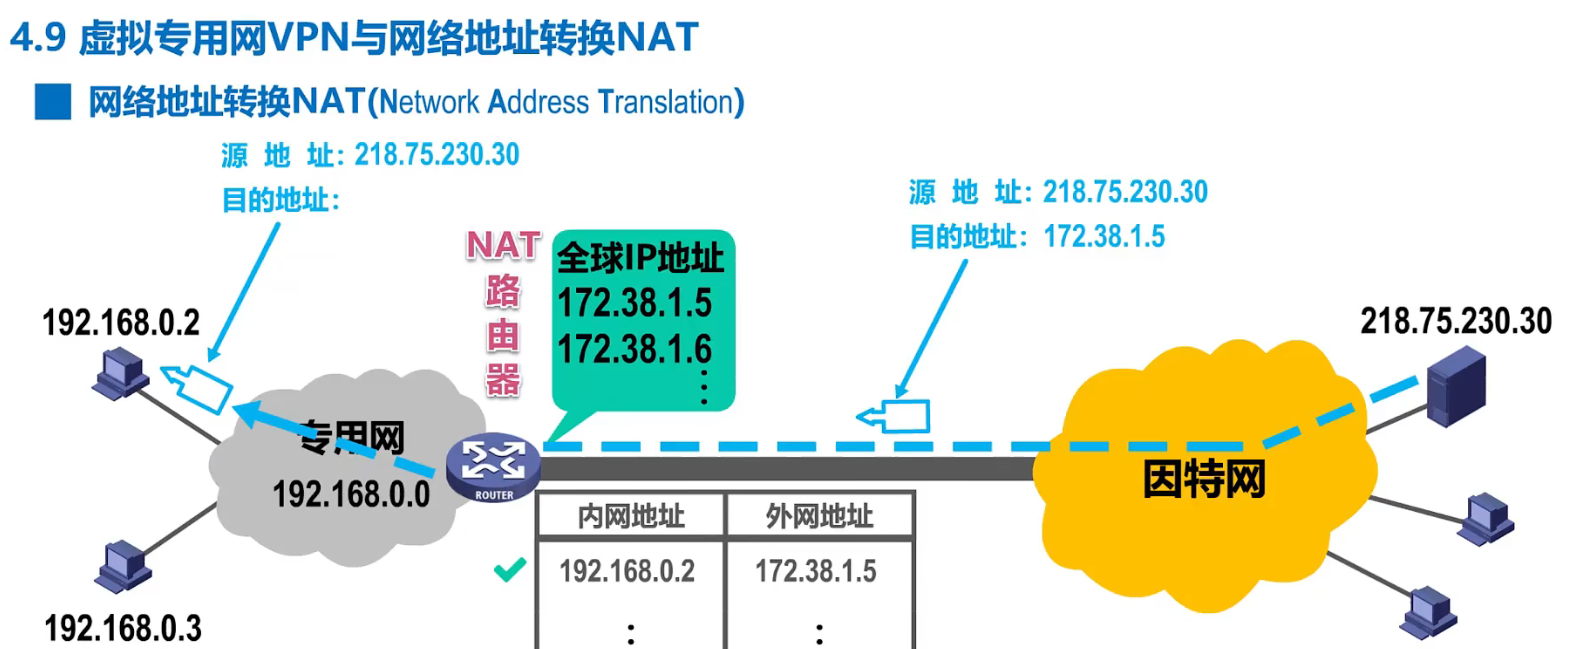 4.9 虚拟专用网VPN与网络地址转换NAT
网络地址转换NAT(Network Address Translation)
源 地 址：218.75.230.30
目的地址：
源 地 址：218.75.230.30
目的地址：172.38.1.5
NAT
路
由
器
全球IP地址
172.38.1.5
172.38.1.6
⋮
192.168.0.2
218.75.230.30
专用网
192.168.0.0
ROUTER
因特网
内网地址 外网地址
192.168.0.2 172.38.1.5
⋮ ⋮
192.168.0.3